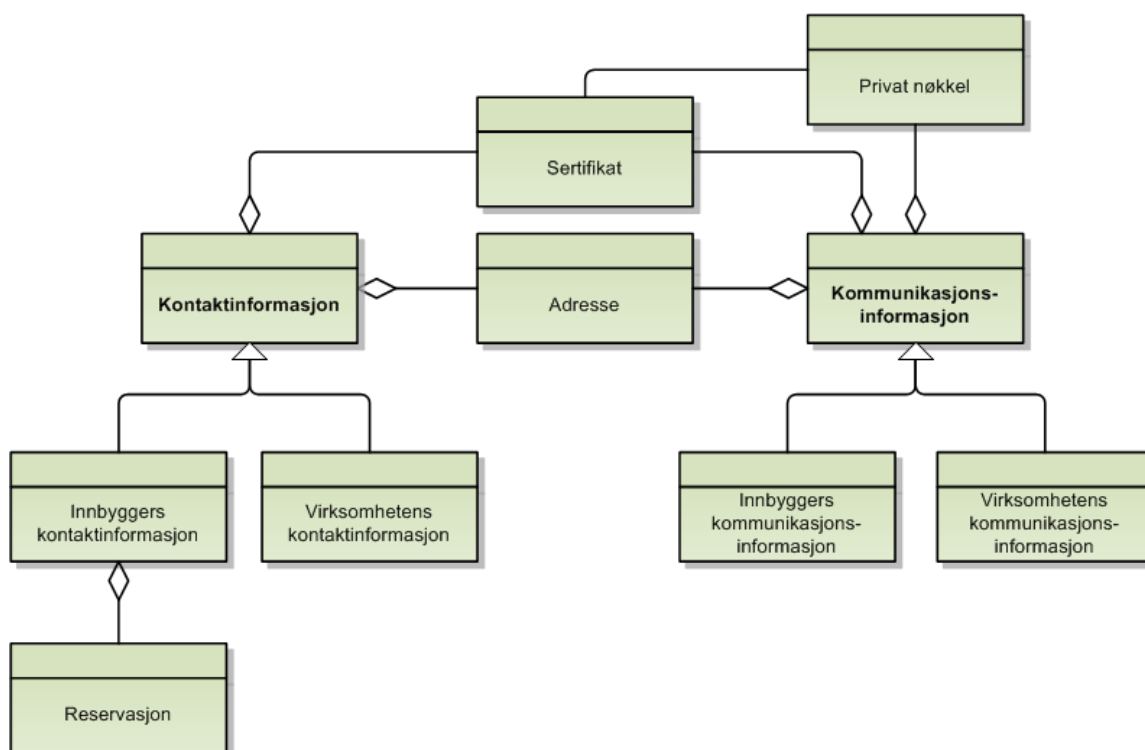 Privat nøkkel
Sertifikat
Kontaktinformasjon
Adresse
Kommunikasjons-
informasjon
Innbyggers
kontaktinformasjon
Virksomhetens
kontaktinformasjon
Innbyggers
kommunikasjons-
informasjon
Virksomhetens
kommunikasjons-
informasjon
Reservasjon